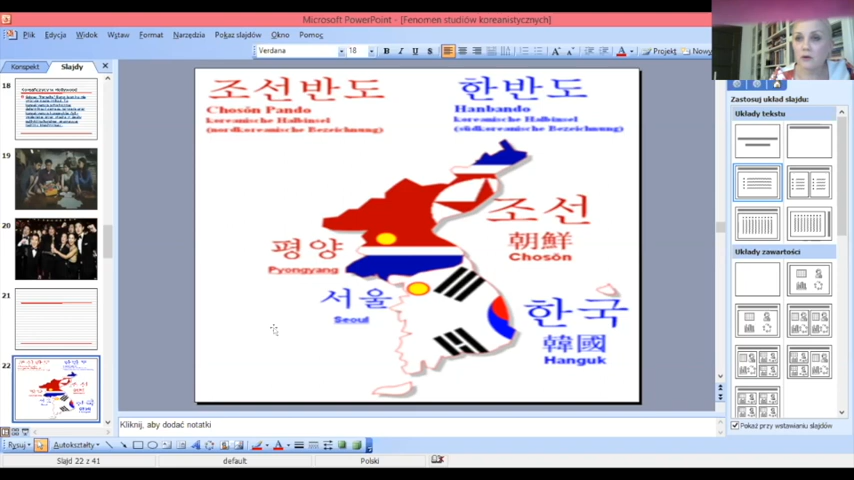 Microsoft PowerPoint - [Fenomen studiów koreanistycznych]
Plik Edycja Widok Wstaw Format Narzędzia Pokaz slajdów Okno Pomoc
Verdana 18 B I U S A Projekt Nowy
Konspekt Slajdy
18
19
20
21
22
조선반도
Chosŏn Pando
koreanische Halbinsel
(nordkoreanische Bezeichnung)
한반도
Hanbando
koreanische Halbinsel
(südkoreanische Bezeichnung)
조선
朝鮮
Chosŏn
평양
Pyongyang
서울
Seoul
한국
韓國
Hanguk
Zastosuj układ slajdu:
Układy tekstu
Układy zawartości
Pokaż przy wstawianiu slajdów
Kliknij, aby dodać notatki
Rysuj Autokształty
Slajd 22 z 41 default Polski